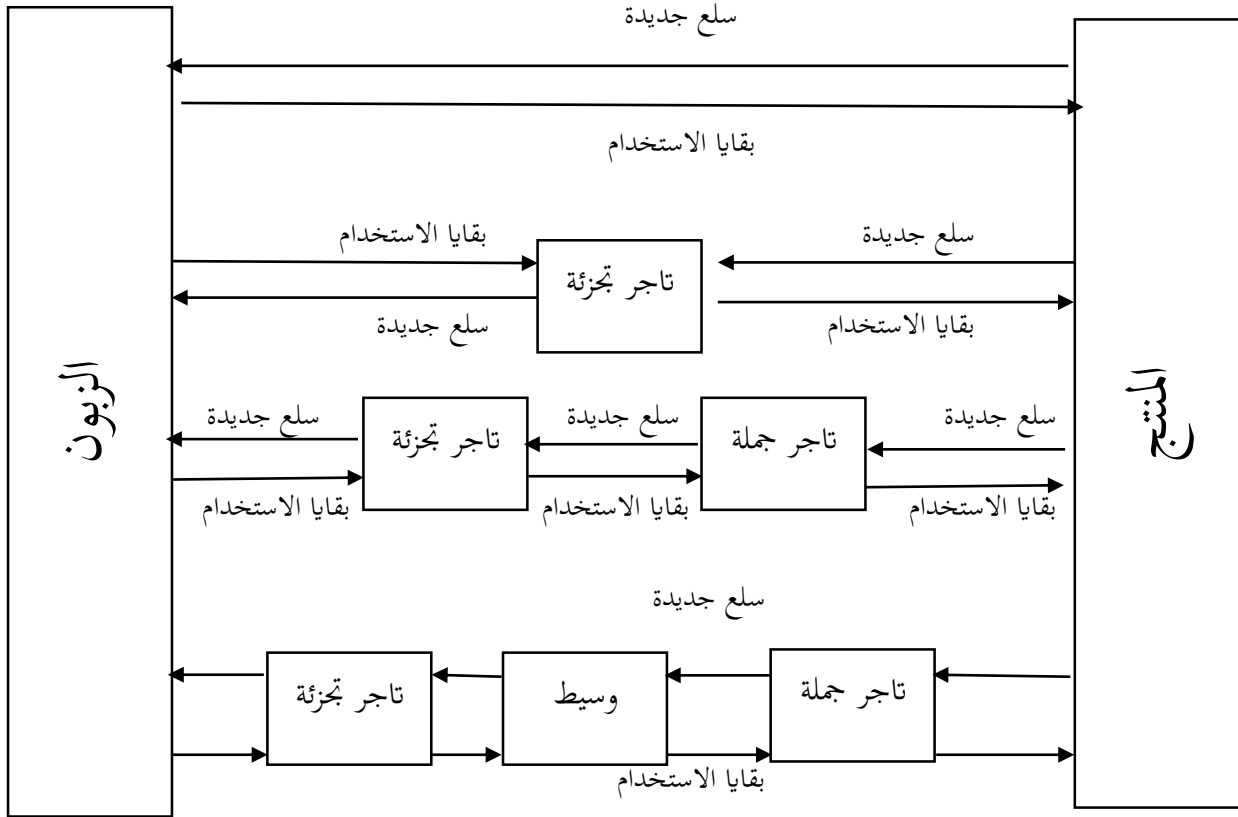 سلع جديدة
بقايا الاستخدام
المنتج
الزبون
سلع جديدة
بقايا الاستخدام
تاجر تجزئة
بقايا الاستخدام
سلع جديدة
سلع جديدة
سلع جديدة
سلع جديدة
تاجر جملة
تاجر تجزئة
بقايا الاستخدام
بقايا الاستخدام
بقايا الاستخدام
سلع جديدة
تاجر جملة
وسيط
تاجر تجزئة
بقايا الاستخدام